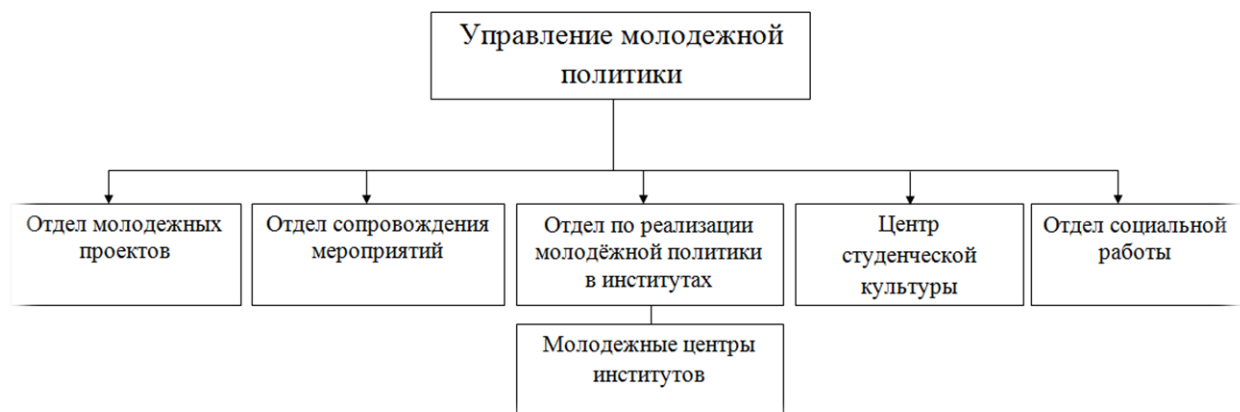 Управление молодежной
политики
Отдел молодежных
проектов
Отдел сопровождения
мероприятий
Отдел по реализации
молодёжной политики
в институтах
Центр
студенческой
культуры
Отдел социальной
работы
Молодежные центры
институтов